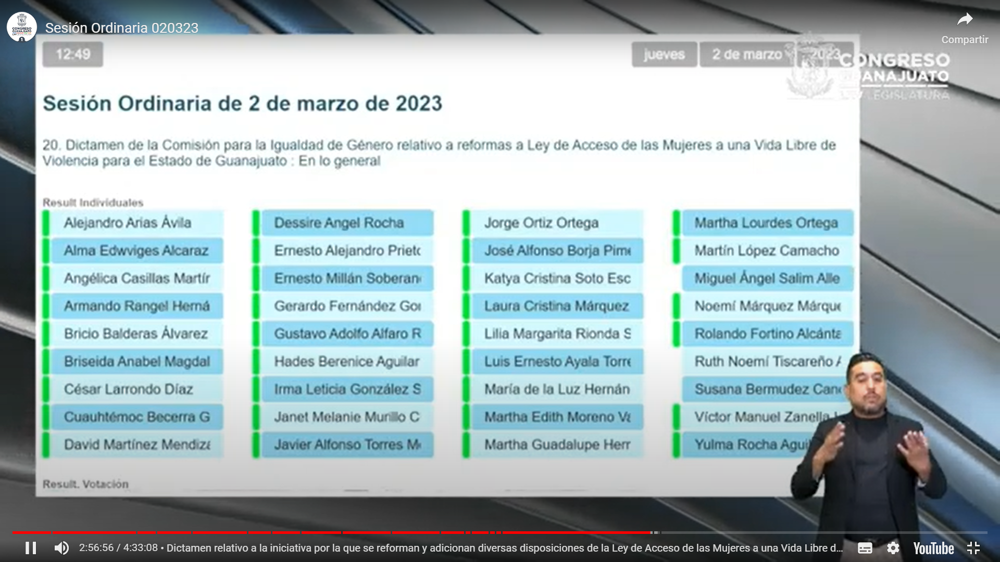 Sesión Ordinaria 020323
Compartir
12:49
jueves
2 de marzo
2023
CONGRESO
GUANAJUATO
LXV LEGISLATURA
Sesión Ordinaria de 2 de marzo de 2023
20. Dictamen de la Comisión para la Igualdad de Género relativo a reformas a Ley de Acceso de las Mujeres a una Vida Libre de
Violencia para el Estado de Guanajuato : En lo general
Result Individuales
Alejandro Arias Ávila
Alma Edwviges Alcaraz
Angélica Casillas Martír
Armando Rangel Herná
Bricio Balderas Álvarez
Briseida Anabel Magdal
César Larrondo Díaz
Cuauhtémoc Becerra G
David Martínez Mendiz
Dessire Angel Rocha
Ernesto Alejandro Prieto
Ernesto Millán Soberan
Gerardo Fernández Go
Gustavo Adolfo Alfaro R
Hades Berenice Aguilar
Irma Leticia González S
Janet Melanie Murillo C
Javier Alfonso Torres M
Jorge Ortiz Ortega
José Alfonso Borja Pim
Katya Cristina Soto Esc
Laura Cristina Márquez
Lilia Margarita Rionda S
Luis Ernesto Ayala Torre
María de la Luz Hernán
Martha Edith Moreno Va
Martha Guadalupe Herr
Martha Lourdes Ortega
Martín López Camacho
Miguel Ángel Salim Alle
Noemí Márquez Márque
Rolando Fortino Alcánta
Ruth Noemí Tiscareño A
Susana Bermudez Can
Víctor Manuel Zanella
Yulma Rocha Agui
Result. Votación
2:56:56 / 4:33:08 • Dictamen relativo a la iniciativa por la que se reforman y adicionan diversas disposiciones de la Ley de Acceso de las Mujeres a una Vida Libre d...
YouTube